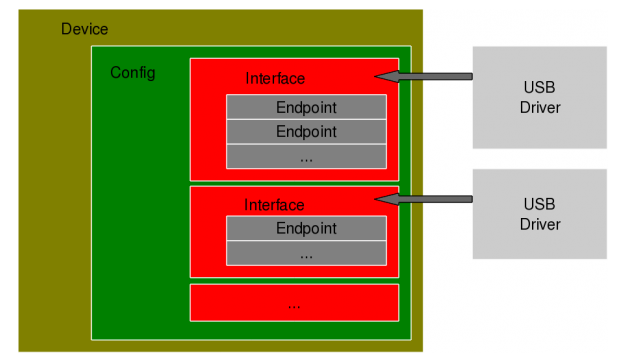 Device
Config
Interface
Endpoint
Endpoint
...
Interface
Endpoint
...
...
USB
Driver
USB
Driver